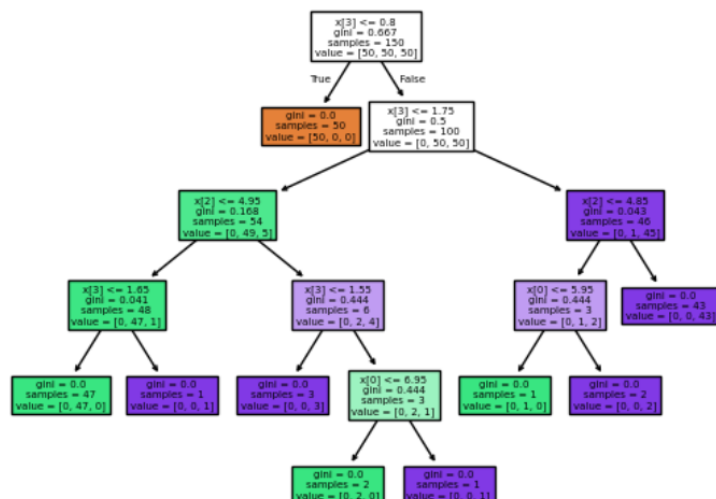 x[3] <= 0.8
gini = 0.667
samples = 150
value = [50, 50, 50]
True
False
gini = 0.0
samples = 50
value = [50, 0, 0]
x[3] <= 1.75
gini = 0.5
samples = 100
value = [0, 50, 50]
x[2] <= 4.95
gini = 0.168
samples = 54
value = [0, 49, 5]
x[2] <= 4.85
gini = 0.043
samples = 46
value = [0, 1, 45]
x[3] <= 1.65
gini = 0.041
samples = 48
value = [0, 47, 1]
x[3] <= 1.55
gini = 0.444
samples = 6
value = [0, 2, 4]
x[0] <= 5.95
gini = 0.444
samples = 3
value = [0, 1, 2]
gini = 0.0
samples = 43
value = [0, 0, 43]
gini = 0.0
samples = 47
value = [0, 47, 0]
gini = 0.0
samples = 1
value = [0, 0, 1]
gini = 0.0
samples = 3
value = [0, 0, 3]
x[0] <= 6.95
gini = 0.444
samples = 3
value = [0, 2, 1]
gini = 0.0
samples = 1
value = [0, 1, 0]
gini = 0.0
samples = 2
value = [0, 0, 2]
gini = 0.0
samples = 2
value = [0, 2, 0]
gini = 0.0
samples = 1
value = [0, 0, 1]